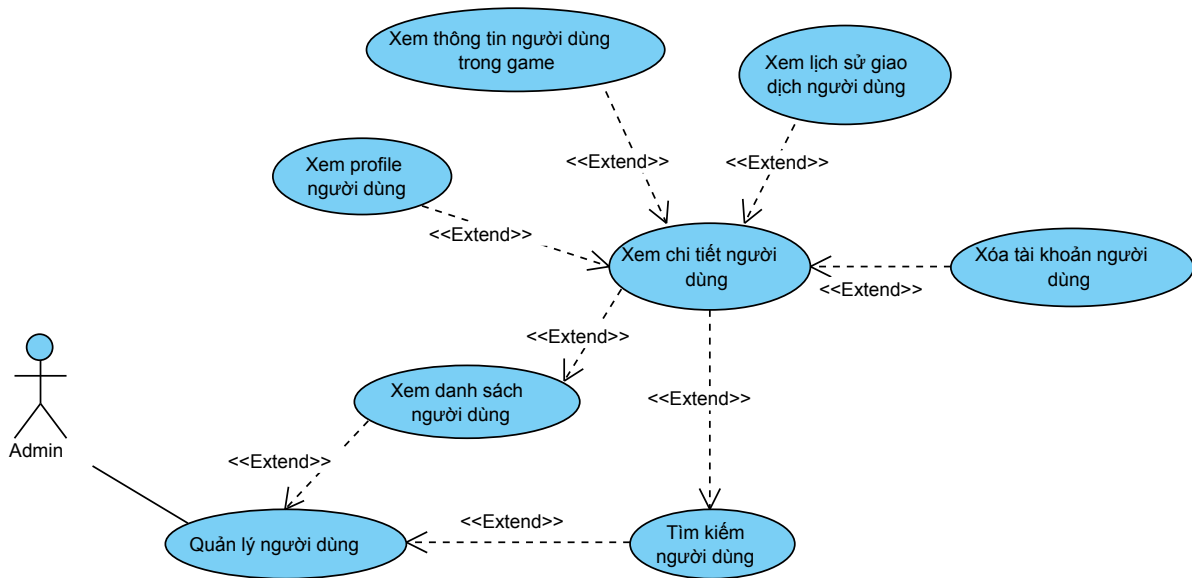 Xem thông tin người dùng
trong game
Xem lịch sử giao
dịch người dùng
<<Extend>>
<<Extend>>
Xem profile
người dùng
<<Extend>>
Xem chi tiết người
dùng
Xóa tài khoản người
dùng
<<Extend>>
<<Extend>>
Xem danh sách
người dùng
<<Extend>>
Admin
<<Extend>>
Quản lý người dùng
<<Extend>>
Tìm kiếm
người dùng